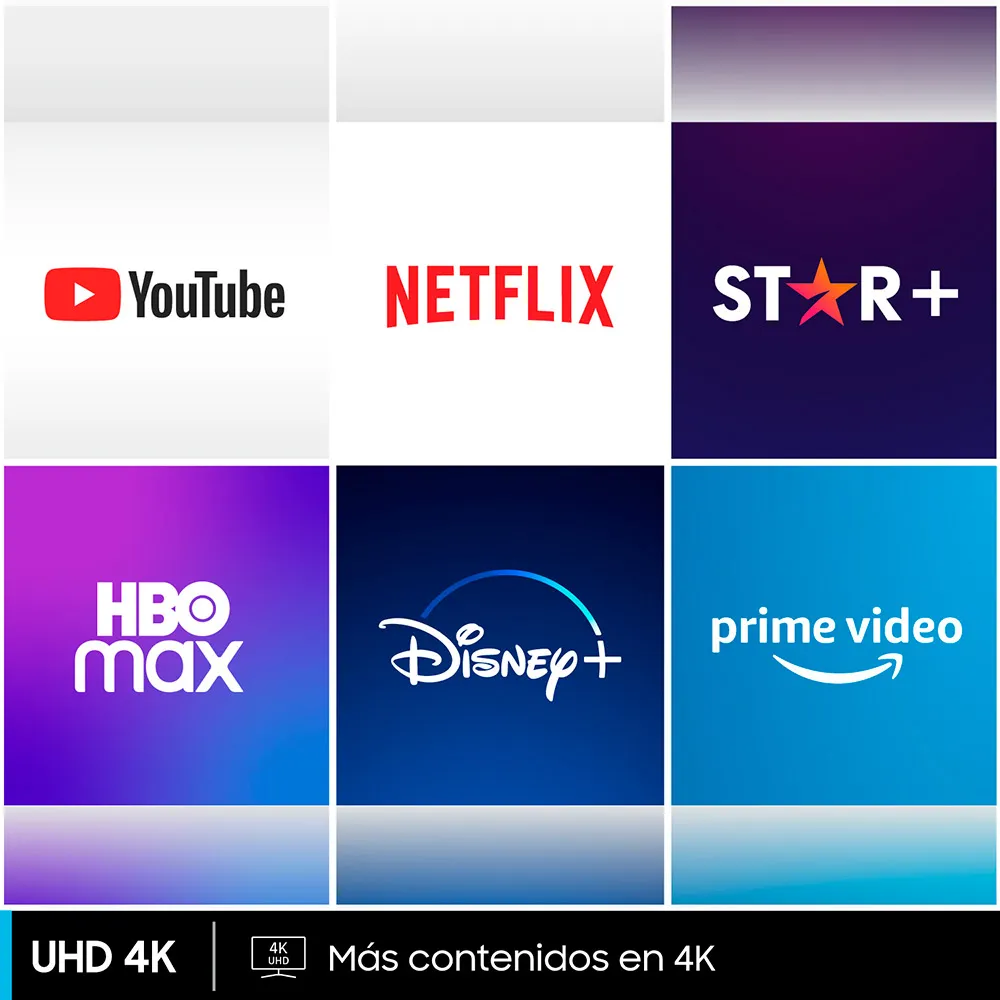 YouTube
NETFLIX
STAR+
HBO
max
Disney+
prime video
UHD 4K
4K
UHD
Más contenidos en 4K